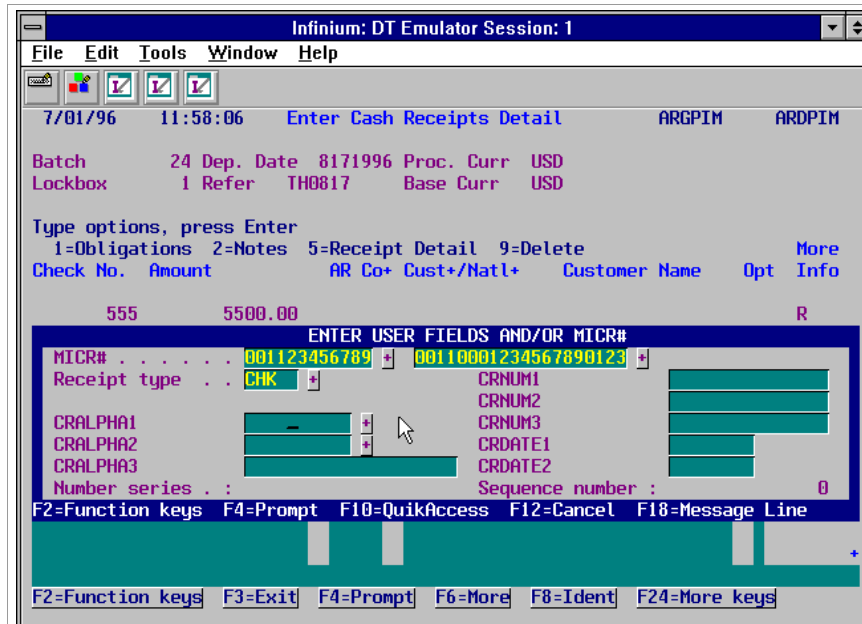 Infinium: DT Emulator Session: 1
File Edit Tools Window Help
7/01/96 11:58:06 Enter Cash Receipts Detail ARGPIM ARDPIM
Batch 24 Dep. Date 8171996 Proc. Curr USD
Lockbox 1 Refer TH0817 Base Curr USD
Type options, press Enter
1=Obligations 2=Notes 5=Receipt Detail 9=Delete More
Check No. Amount AR Co+ Cust+/Natl+ Customer Name Opt Info
555 5500.00 R
ENTER USER FIELDS AND/OR MICR#
MICR# . . . . . . 001123456789 + 00110001234567890123 +
Receipt type . . CHK + CRNUM1
CRNUM2
CRALPHA1 _ + CRNUM3
CRALPHA2 + CRDATE1
CRALPHA3 CRDATE2
Number series . : Sequence number : 0
F2=Function keys F4=Prompt F10=QuikAccess F12=Cancel F18=Message Line
+
F2=Function keys F3=Exit F4=Prompt F6=More F8=Ident F24=More keys